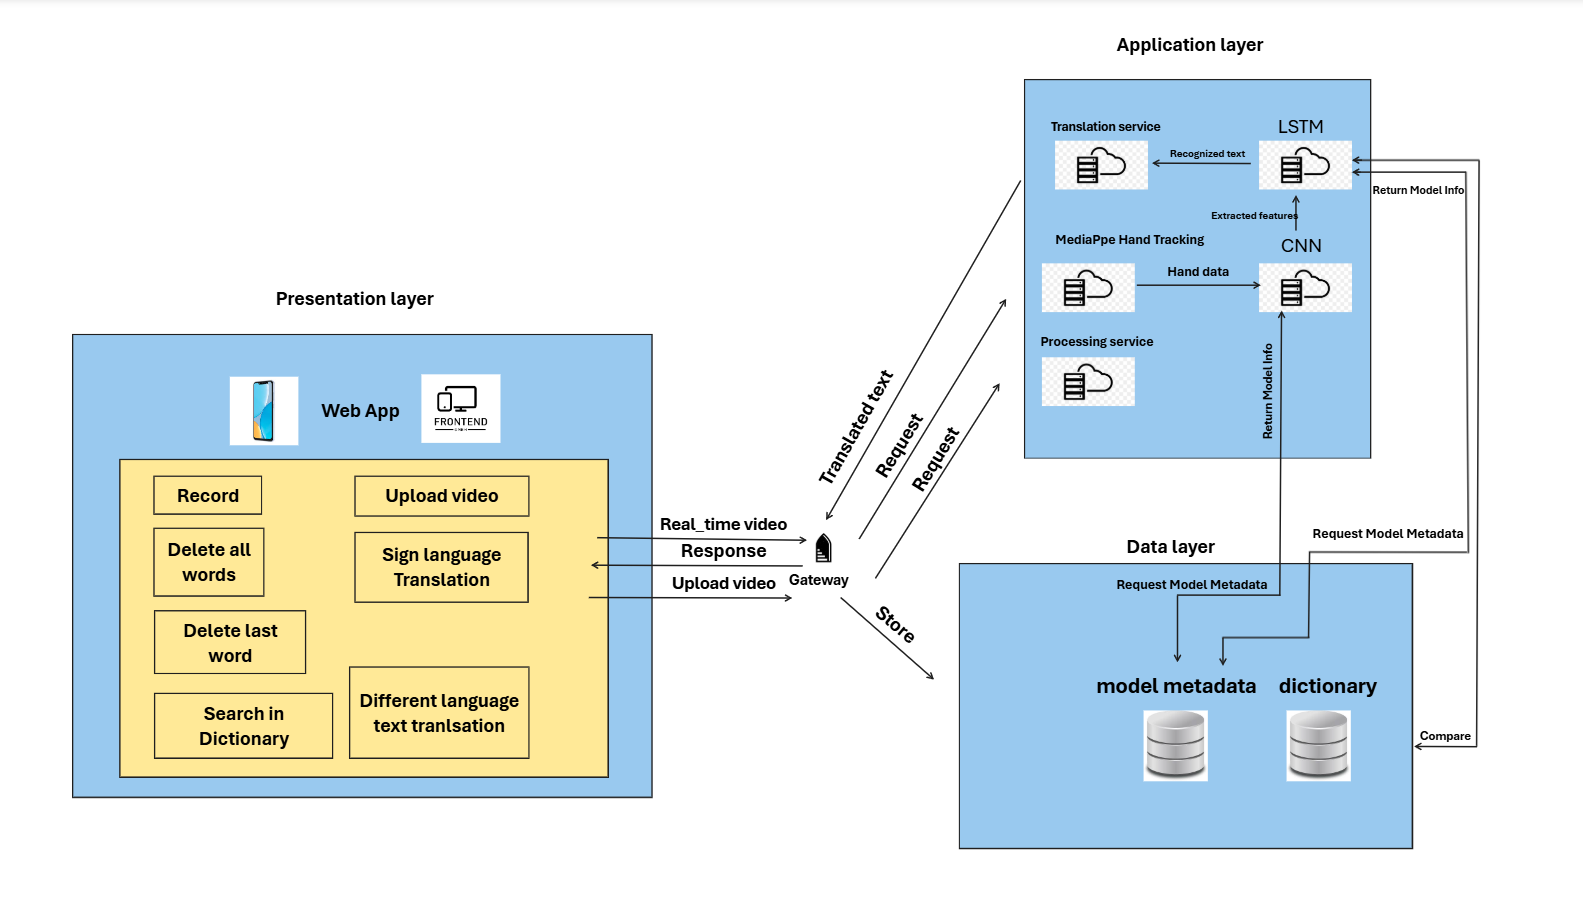 Application layer
Translation service
LSTM
Recognized text
Return Model Info
Extracted features
MediaPpe Hand Tracking
CNN
Hand data
Processing service
Return Model Info
Presentation layer
Web App
FRONTEND
Record
Upload video
Delete all
words
Sign language
Translation
Delete last
word
Search in
Dictionary
Different language
text tranlsation
Real_time video
Response
Upload video
Gateway
Translated text
Request
Request
Store
Data layer
Request Model Metadata
Request Model Metadata
model metadata
dictionary
Compare